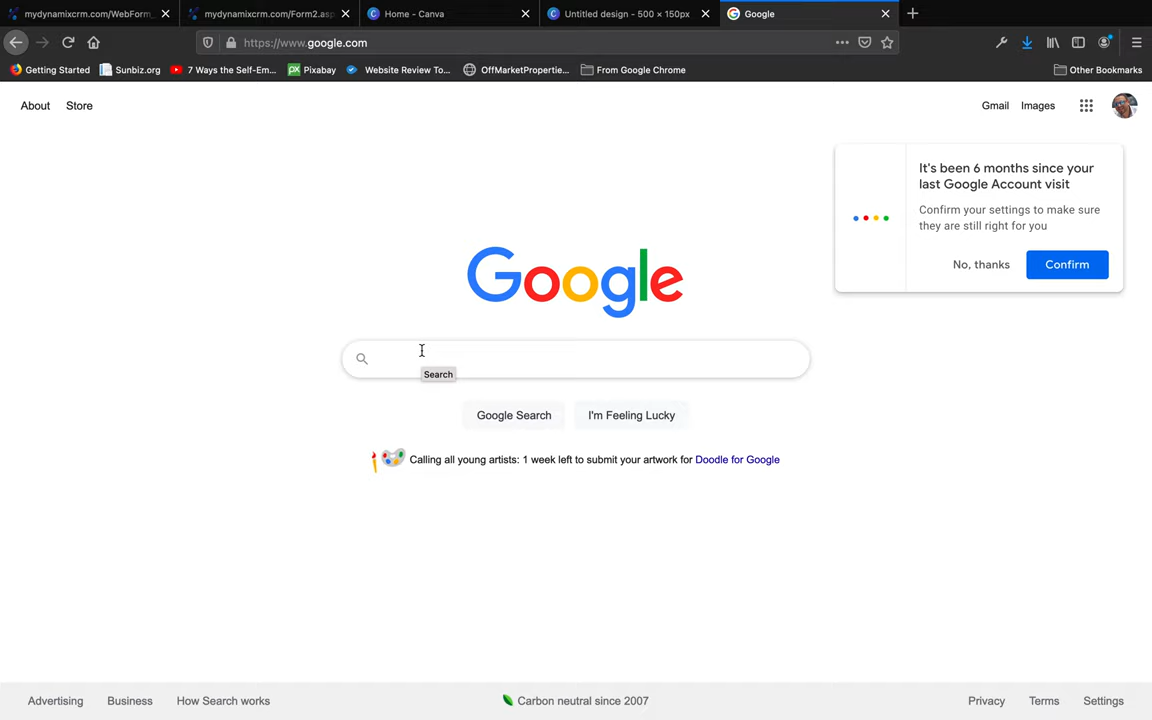 mydynamixcrm.com/WebForm_
mydynamixcrm.com/Form2.asp
Home - Canva
Untitled design - 500 × 150px
Google
https://www.google.com
Getting Started
Sunbiz.org
7 Ways the Self-Em...
px Pixabay
Website Review To...
OffMarketProperties...
From Google Chrome
Other Bookmarks
About
Store
Gmail
Images
It's been 6 months since your
last Google Account visit
Confirm your settings to make sure
they are still right for you
No, thanks
Confirm
Google
Search
Google Search
I'm Feeling Lucky
Calling all young artists: 1 week left to submit your artwork for Doodle for Google
Advertising
Business
How Search works
Carbon neutral since 2007
Privacy
Terms
Settings